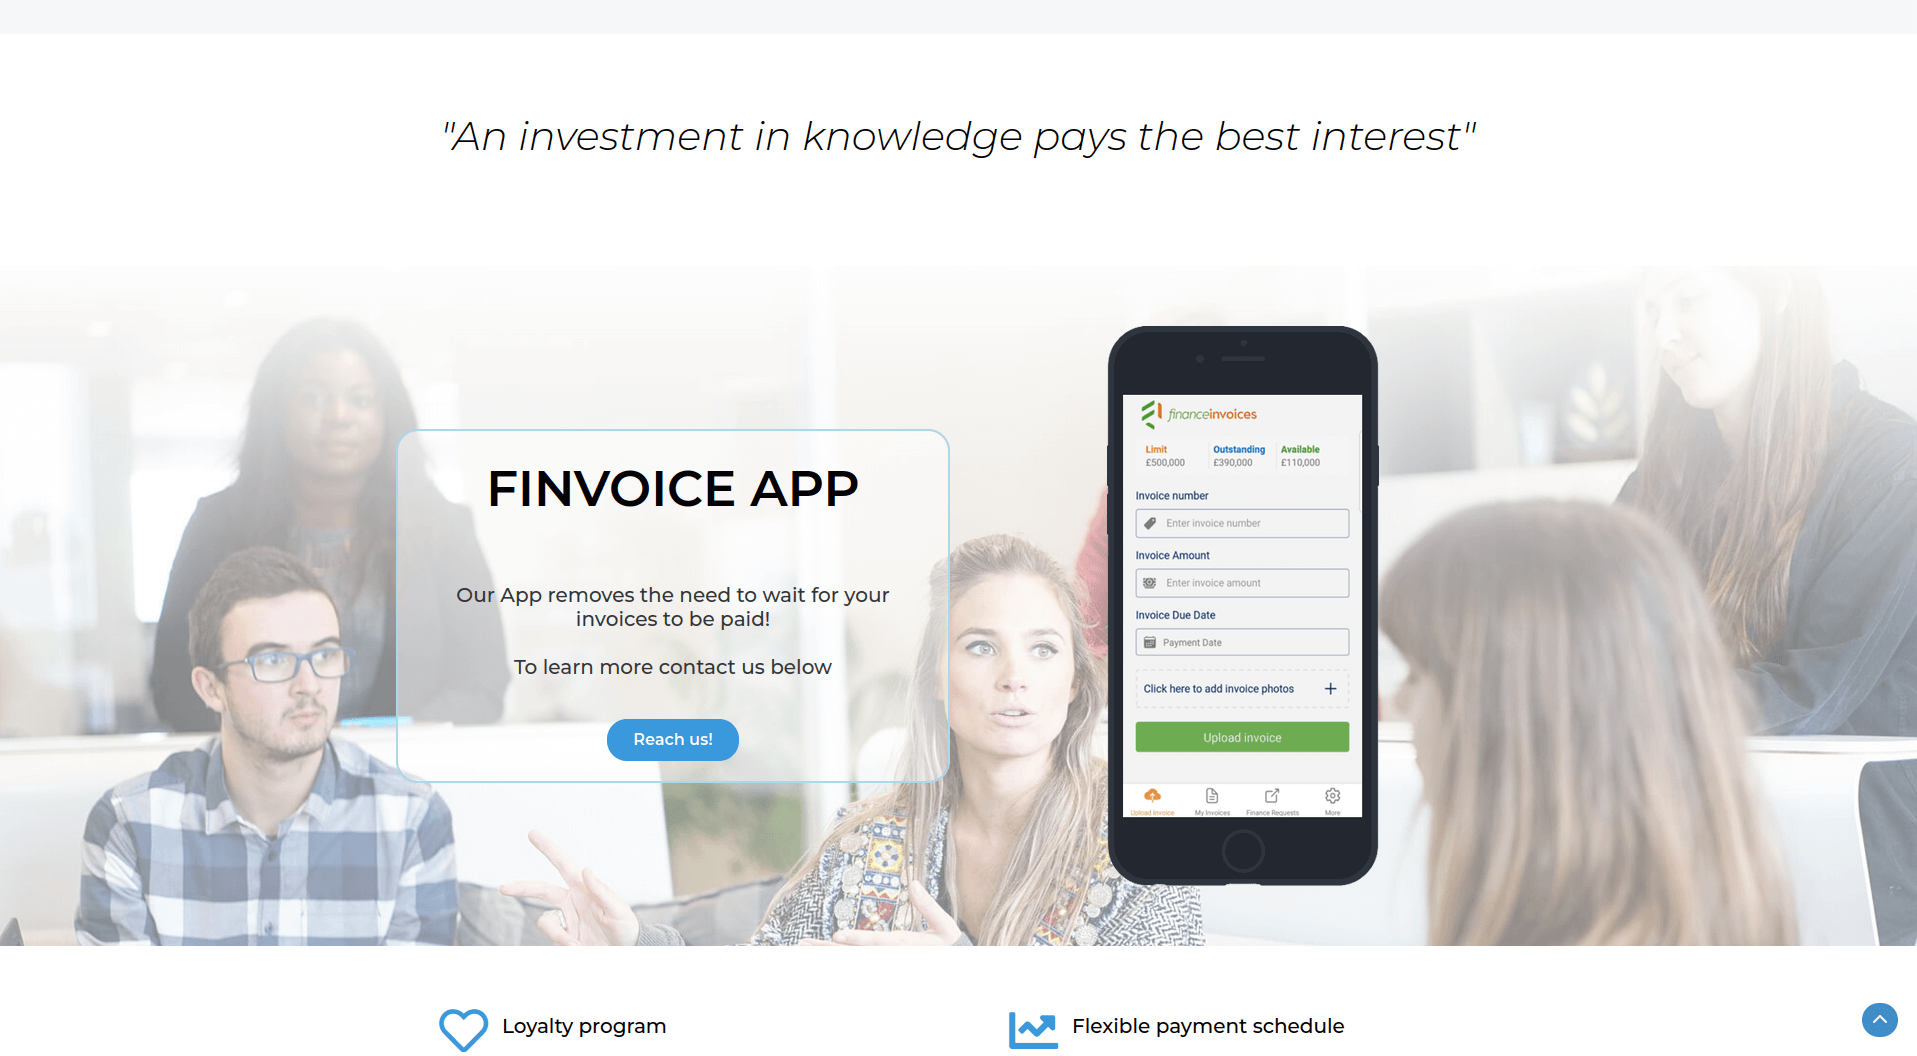 "An investment in knowledge pays the best interest"
FINVOICE APP
Our App removes the need to wait for your
invoices to be paid!
To learn more contact us below
Reach us!
financeinvoices
Limit Outstanding Available
£500,000 £390,000 £110,000
Invoice number
Enter invoice number
Invoice Amount
Enter invoice amount
Invoice Due Date
Payment Date
Click here to add invoice photos
Upload invoice
Upload Invoice My Invoices Finance Requests More
Loyalty program
Flexible payment schedule